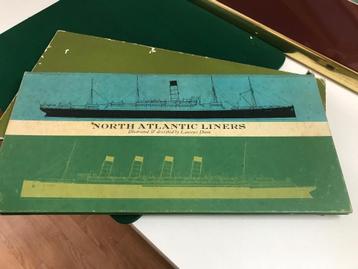 NORTH ATLANTIC LINERS
Illustrated & described by Laurence Dunn